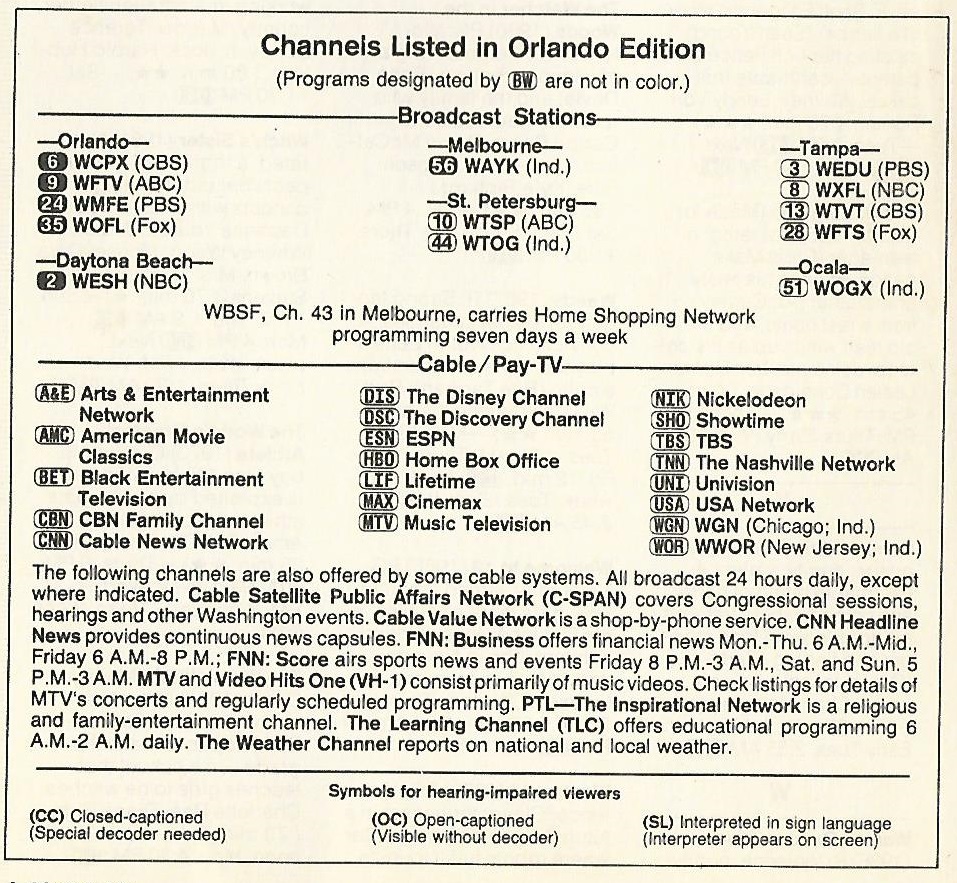 Channels Listed in Orlando Edition
(Programs designated by BW are not in color.)
Broadcast Stations
—Orlando—
6 WCPX (CBS)
9 WFTV (ABC)
24 WMFE (PBS)
35 WOFL (Fox)
—Daytona Beach—
2 WESH (NBC)
—Melbourne—
56 WAYK (Ind.)
—St. Petersburg—
10 WTSP (ABC)
44 WTOG (Ind.)
—Tampa—
3 WEDU (PBS)
8 WXFL (NBC)
13 WTVT (CBS)
28 WFTS (Fox)
—Ocala—
51 WOGX (Ind.)
WBSF, Ch. 43 in Melbourne, carries Home Shopping Network
programming seven days a week
Cable/Pay-TV
A&E Arts & Entertainment
Network
AMC American Movie
Classics
BET Black Entertainment
Television
CBN CBN Family Channel
CNN Cable News Network
DIS The Disney Channel
DSC The Discovery Channel
ESN ESPN
HBO Home Box Office
LIF Lifetime
MAX Cinemax
MTV Music Television
NIK Nickelodeon
SHO Showtime
TBS TBS
TNN The Nashville Network
UNI Univision
USA USA Network
WGN WGN (Chicago; Ind.)
WOR WWOR (New Jersey; Ind.)
The following channels are also offered by some cable systems. All broadcast 24 hours daily, except
where indicated. Cable Satellite Public Affairs Network (C-SPAN) covers Congressional sessions,
hearings and other Washington events. Cable Value Network is a shop-by-phone service. CNN Headline
News provides continuous news capsules. FNN: Business offers financial news Mon.-Thu. 6 A.M.-Mid.,
Friday 6 A.M.-8 P.M.; FNN: Score airs sports news and events Friday 8 P.M.-3 A.M., Sat. and Sun. 5
P.M.-3 A.M. MTV and Video Hits One (VH-1) consist primarily of music videos. Check listings for details of
MTV's concerts and regularly scheduled programming. PTL—The Inspirational Network is a religious
and family-entertainment channel. The Learning Channel (TLC) offers educational programming 6
A.M.-2 A.M. daily. The Weather Channel reports on national and local weather.
Symbols for hearing-impaired viewers
(CC) Closed-captioned
(Special decoder needed)
(OC) Open-captioned
(Visible without decoder)
(SL) Interpreted in sign language
(Interpreter appears on screen)